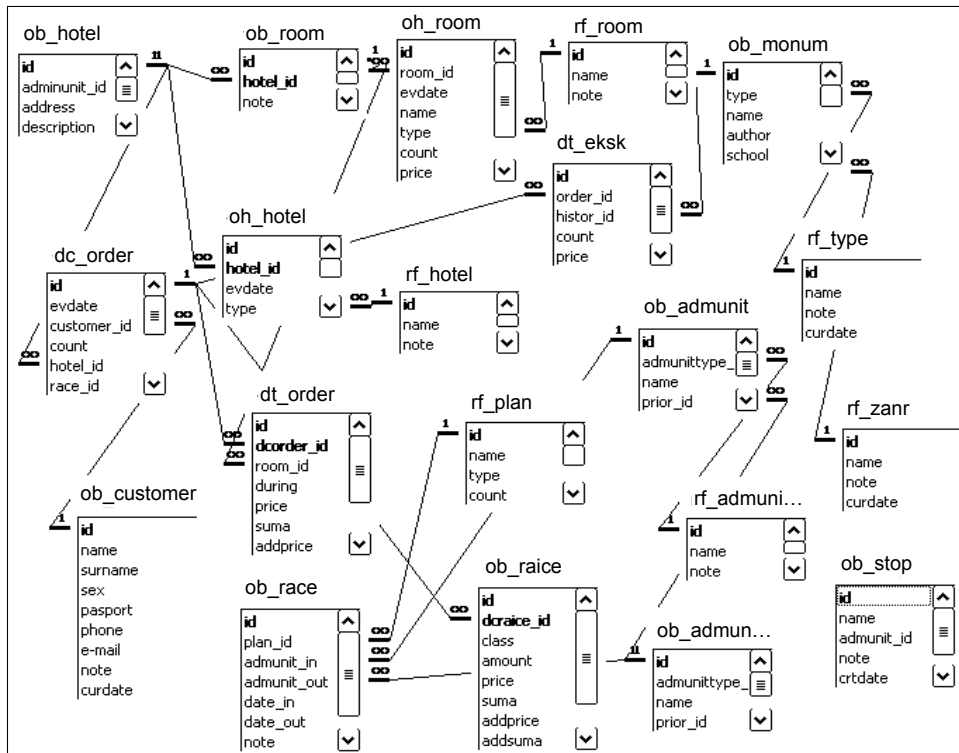 ob_hotel
id
adminunit_id
address
description
ob_room
id
hotel_id
note
oh_room
id
room_id
evdate
name
type
count
price
rf_room
id
name
note
ob_monum
id
type
name
author
school
dt_eksk
id
order_id
histor_id
count
price
oh_hotel
id
hotel_id
evdate
type
dc_order
id
evdate
customer_id
count
hotel_id
race_id
rf_hotel
id
name
note
rf_type
id
name
note
curdate
ob_admunit
id
admunittype_
name
prior_id
dt_order
id
dcorder_id
room_id
during
price
suma
addprice
rf_plan
id
name
type
count
rf_zanr
id
name
note
curdate
ob_customer
id
name
surname
sex
pasport
phone
e-mail
note
curdate
rf_admuni...
id
name
note
ob_race
id
plan_id
admunit_in
admunit_out
date_in
date_out
note
ob_raice
id
dcraice_id
class
amount
price
suma
addprice
addsuma
ob_admun...
id
admunittype_
name
prior_id
ob_stop
id
name
admunit_id
note
crtdate